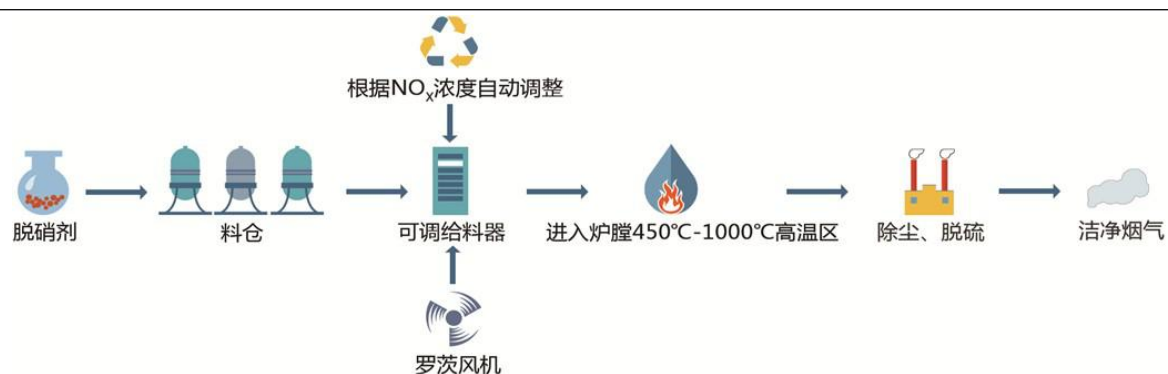 根据NOₓ浓度自动调整
脱硝剂
料仓
可调给料器
进入炉膛450℃-1000℃高温区
除尘、脱硫
洁净烟气
罗茨风机